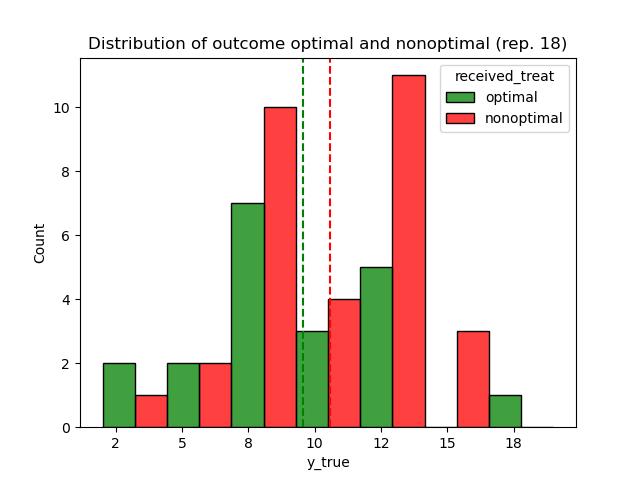 Distribution of outcome optimal and nonoptimal (rep. 18)
received_treat
optimal
nonoptimal
Count
10
8
6
4
2
0
2
5
8
10
12
15
18
y_true